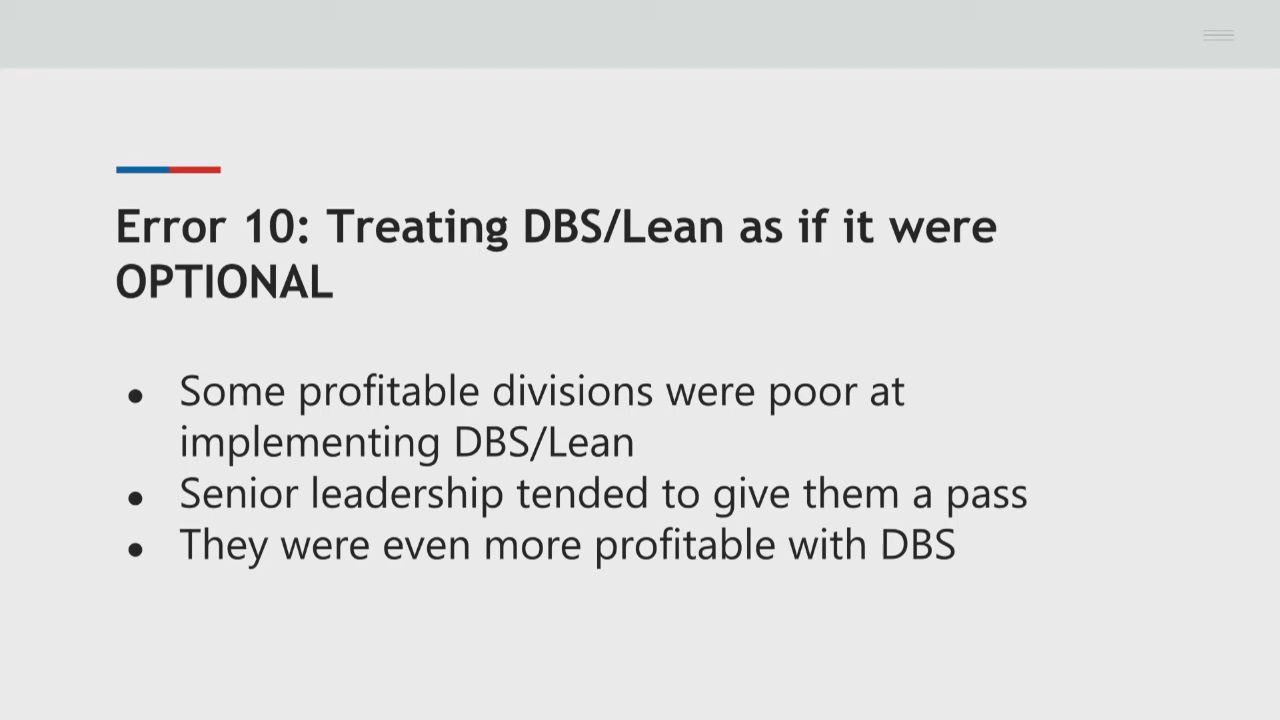 Error 10: Treating DBS/Lean as if it were
OPTIONAL
● Some profitable divisions were poor at
implementing DBS/Lean
● Senior leadership tended to give them a pass
● They were even more profitable with DBS